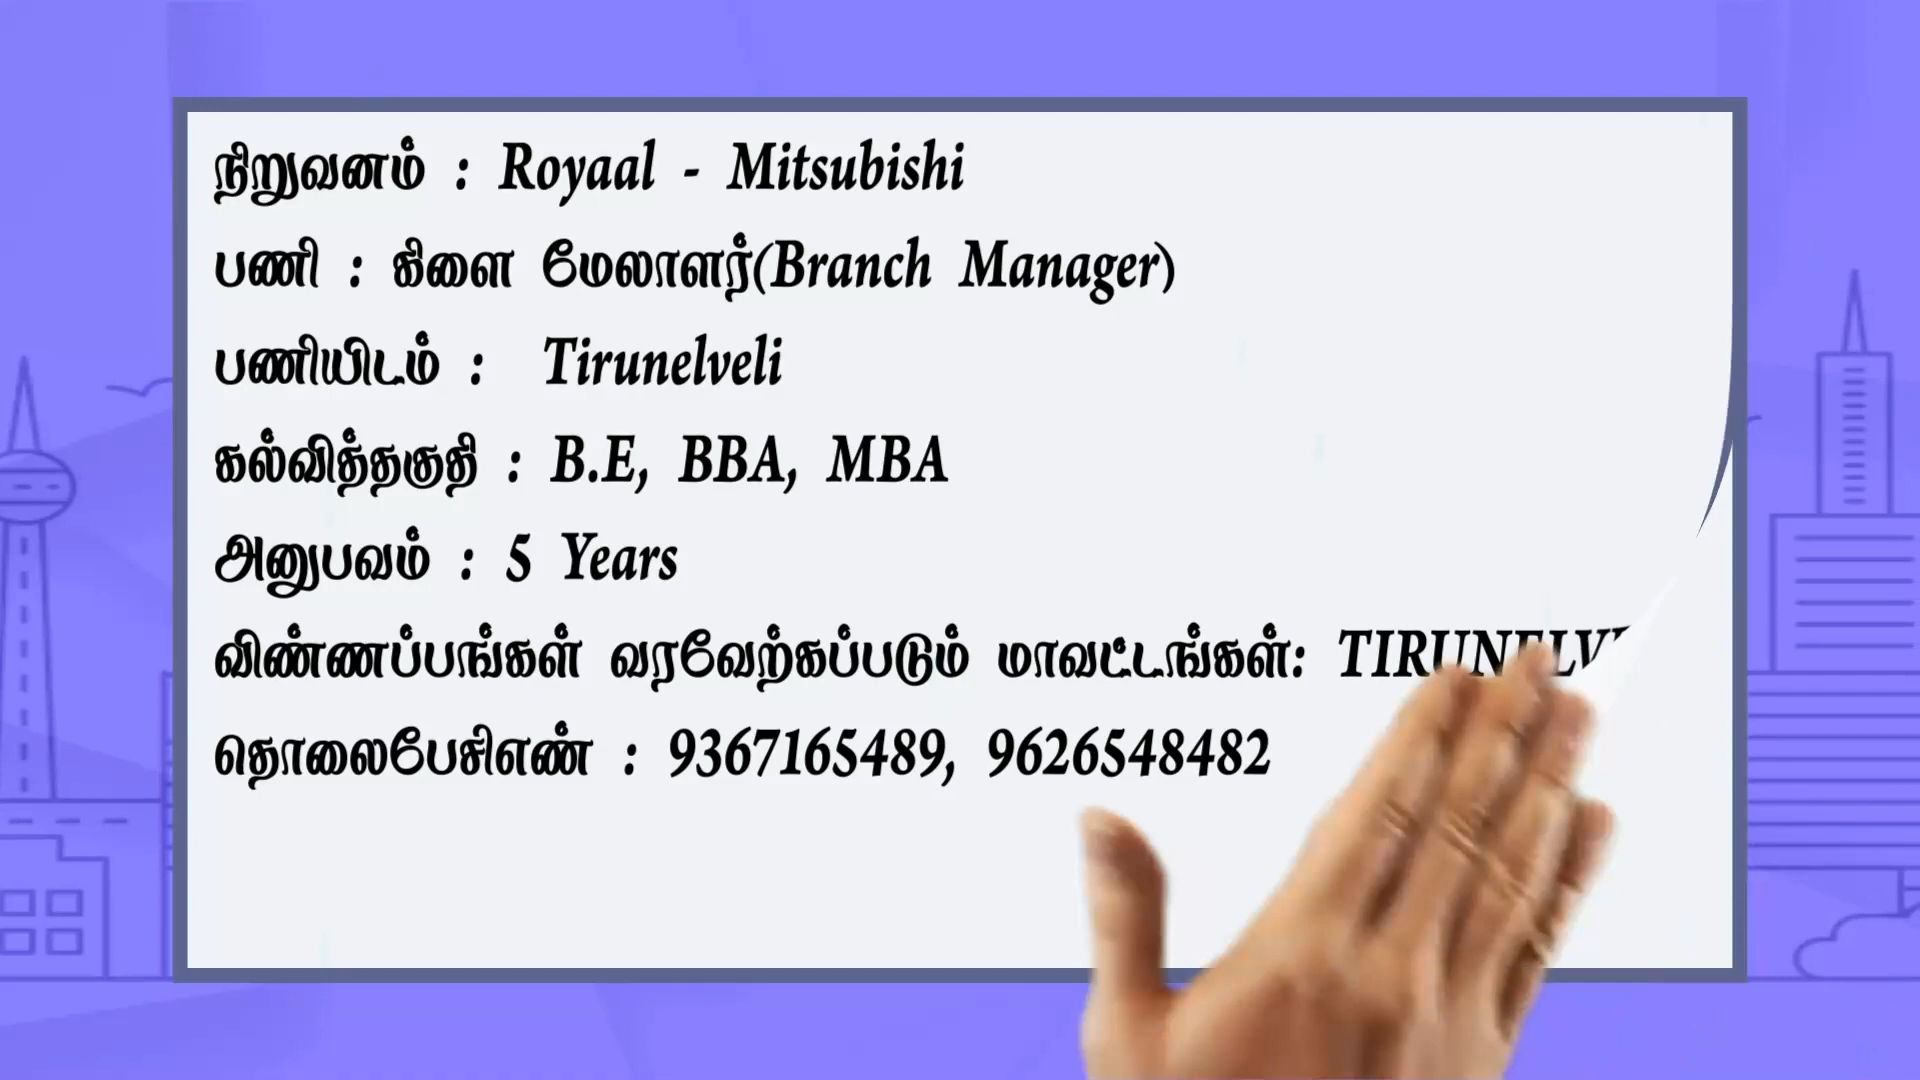 நிறுவனம் : Royaal - Mitsubishi
பணி : கிளை மேலாளர்(Branch Manager)
பணியிடம் : Tirunelveli
கல்வித்தகுதி : B.E, BBA, MBA
அனுபவம் : 5 Years
விண்ணப்பங்கள் வரவேற்கப்படும் மாவட்டங்கள்:
தொலைபேசிஎண் : 9367165489, 9626548482